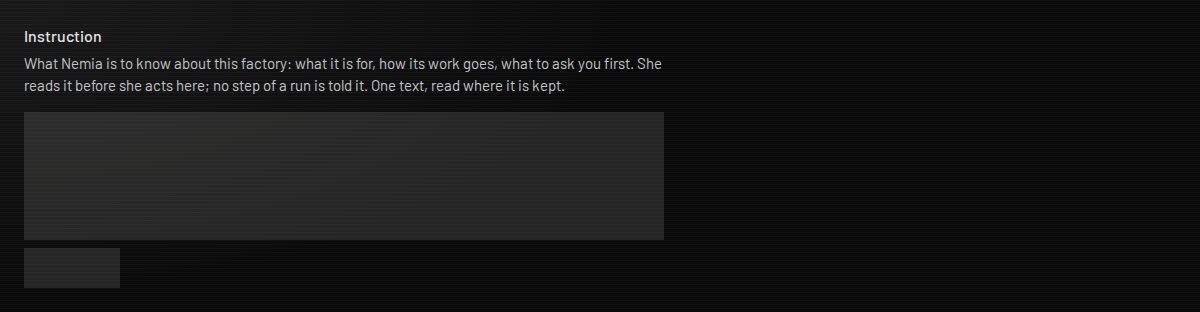 Instruction
What Nemia is to know about this factory: what it is for, how its work goes, what to ask you first. She
reads it before she acts here; no step of a run is told it. One text, read where it is kept.